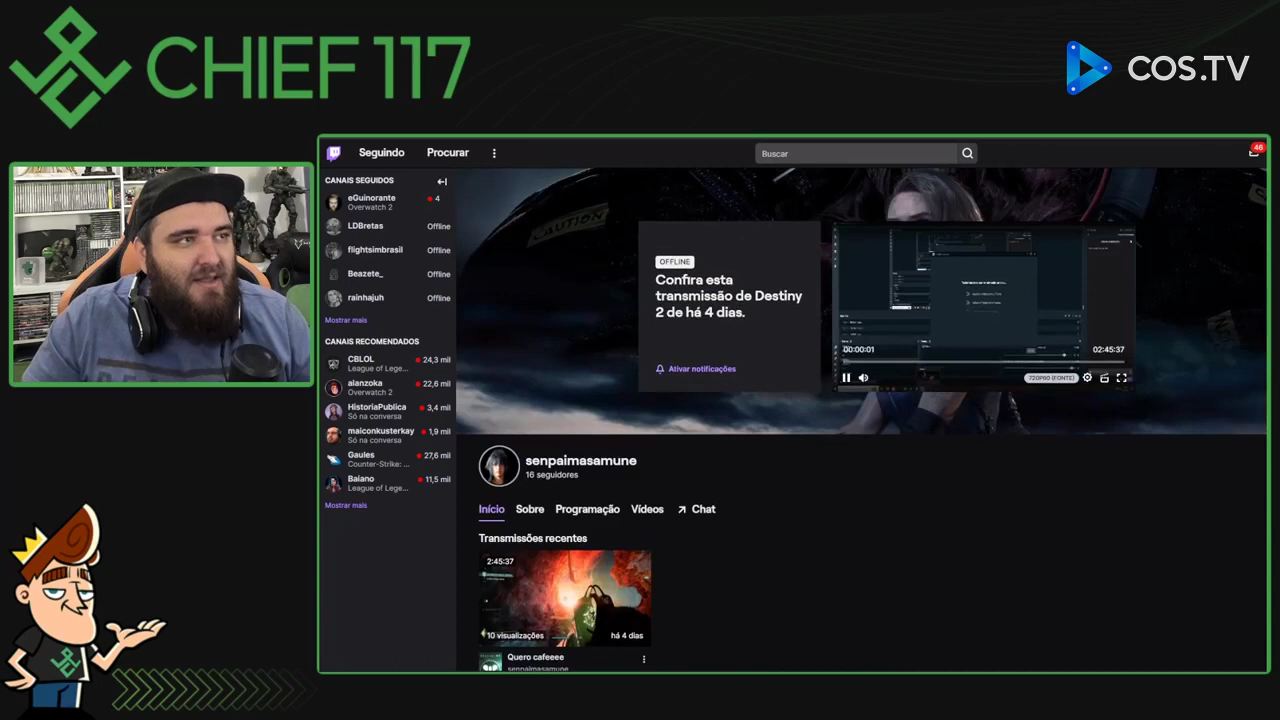 CHIEF 117
COS.TV
Seguindo
Procurar
Buscar
46
CANAIS SEGUIDOS
eGuinorante
4
Overwatch 2
LDBretas
Offline
flightsimbrasil
Offline
Beazete_
Offline
rainhajuh
Offline
Mostrar mais
CANAIS RECOMENDADOS
CBLOL
24,3 mil
League of Lege...
alanzoka
22,6 mil
Overwatch 2
HistoriaPublica
3,4 mil
Só na conversa
maiconkusterkay
1,9 mil
Só na conversa
Gaules
27,6 mil
Counter-Strike: ...
Baiano
11,5 mil
League of Lege...
Mostrar mais
CAUTION
OFFLINE
Confira esta
transmissão de Destiny
2 de há 4 dias.
Ativar notificações
00:00:01
02:45:37
720P60 (FONTE)
senpaimasamune
16 seguidores
Início
Sobre
Programação
Vídeos
Chat
Transmissões recentes
2:45:37
10 visualizações
há 4 dias
Quero cafeeee
senpaimasamune